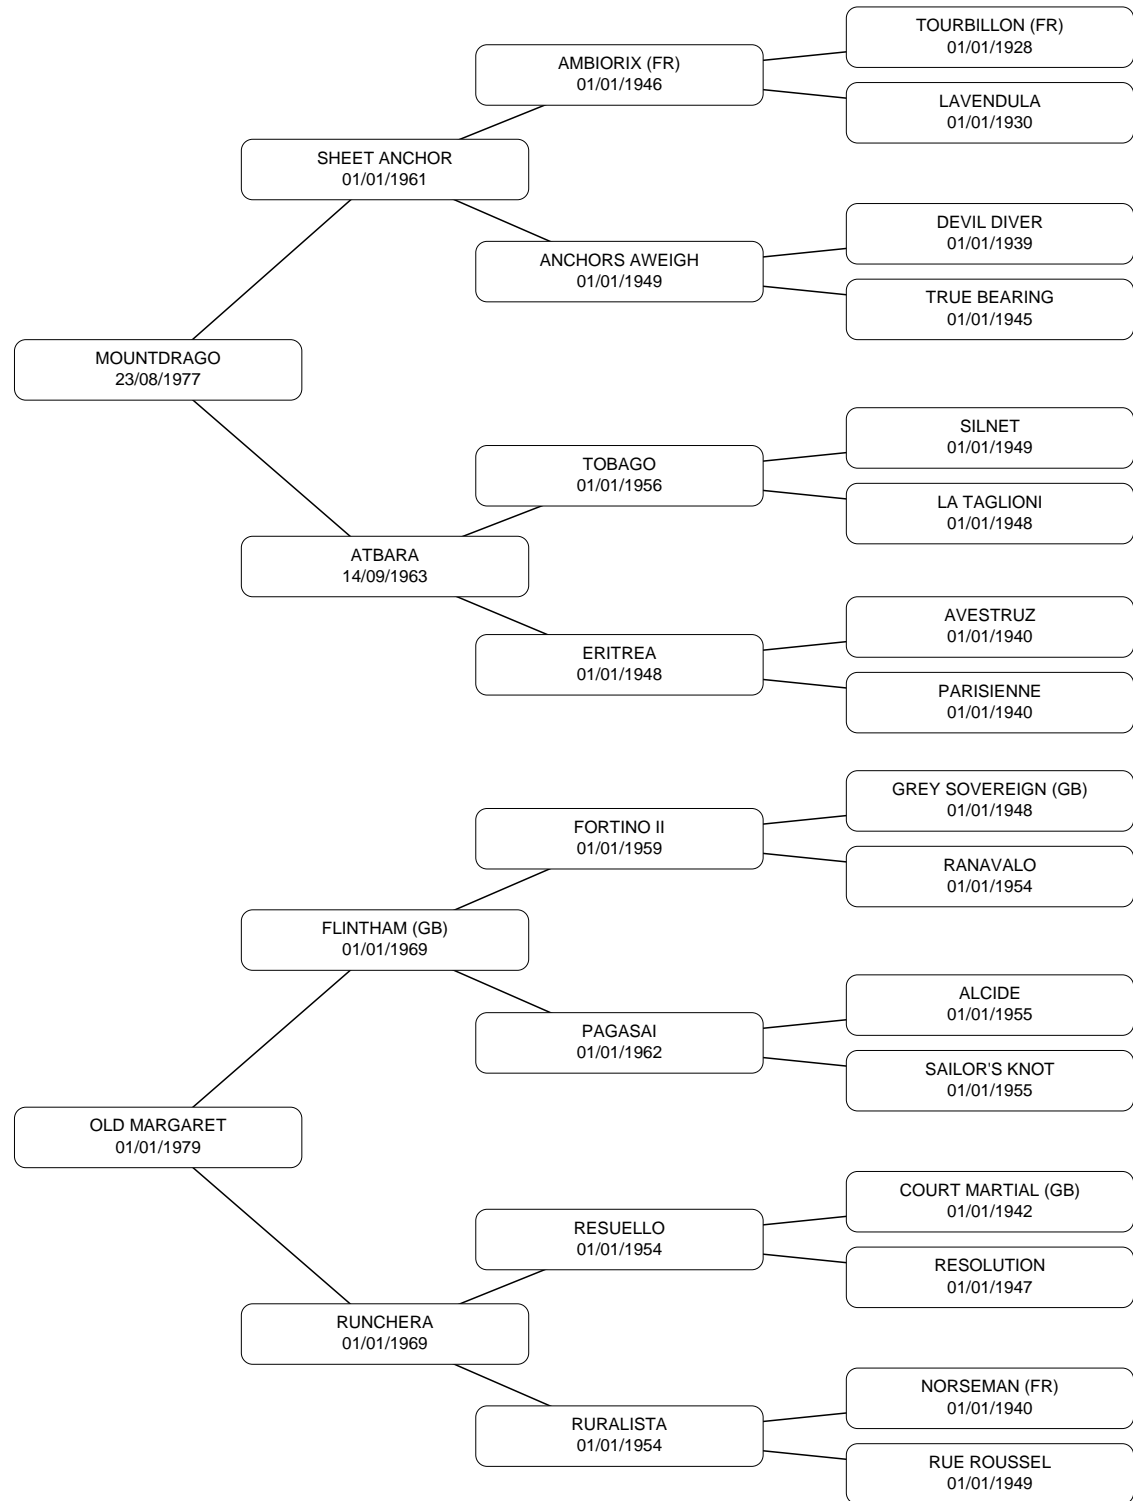 TOURBILLON (FR)
01/01/1928
AMBIORIX (FR)
01/01/1946
LAVENDULA
01/01/1930
SHEET ANCHOR
01/01/1961
DEVIL DIVER
01/01/1939
ANCHORS AWEIGH
01/01/1949
TRUE BEARING
01/01/1945
MOUNTDRAGO
23/08/1977
SILNET
01/01/1949
TOBAGO
01/01/1956
LA TAGLIONI
01/01/1948
ATBARA
14/09/1963
AVESTRUZ
01/01/1940
ERITREA
01/01/1948
PARISIENNE
01/01/1940
GREY SOVEREIGN (GB)
01/01/1948
FORTINO II
01/01/1959
RANAVALO
01/01/1954
FLINTHAM (GB)
01/01/1969
ALCIDE
01/01/1955
PAGASAI
01/01/1962
SAILOR'S KNOT
01/01/1955
OLD MARGARET
01/01/1979
COURT MARTIAL (GB)
01/01/1942
RESUELLO
01/01/1954
RESOLUTION
01/01/1947
RUNCHERA
01/01/1969
NORSEMAN (FR)
01/01/1940
RURALISTA
01/01/1954
RUE ROUSSEL
01/01/1949